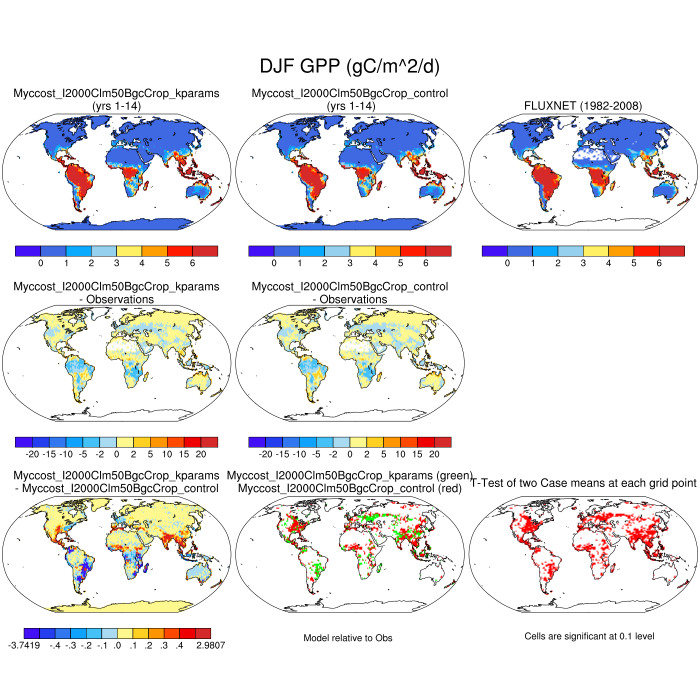 DJF GPP (gC/m^2/d)
Myccost_I2000Clm50BgcCrop_kparams
(yrs 1-14)
Myccost_I2000Clm50BgcCrop_control
(yrs 1-14)
FLUXNET (1982-2008)
0 1 2 3 4 5 6
0 1 2 3 4 5 6
0 1 2 3 4 5 6
Myccost_I2000Clm50BgcCrop_kparams
- Observations
Myccost_I2000Clm50BgcCrop_control
- Observations
-20 -15 -10 -5 -2 0 2 5 10 15 20
-20 -15 -10 -5 -2 0 2 5 10 15 20
Myccost_I2000Clm50BgcCrop_kparams
- Myccost_I2000Clm50BgcCrop_control
Myccost_I2000Clm50BgcCrop_kparams (green)
Myccost_I2000Clm50BgcCrop_control (red)
T-Test of two Case means at each grid point
-3.7419 -.4 -.3 -.2 -.1 .0 .1 .2 .3 .4 2.9807
Model relative to Obs
Cells are significant at 0.1 level